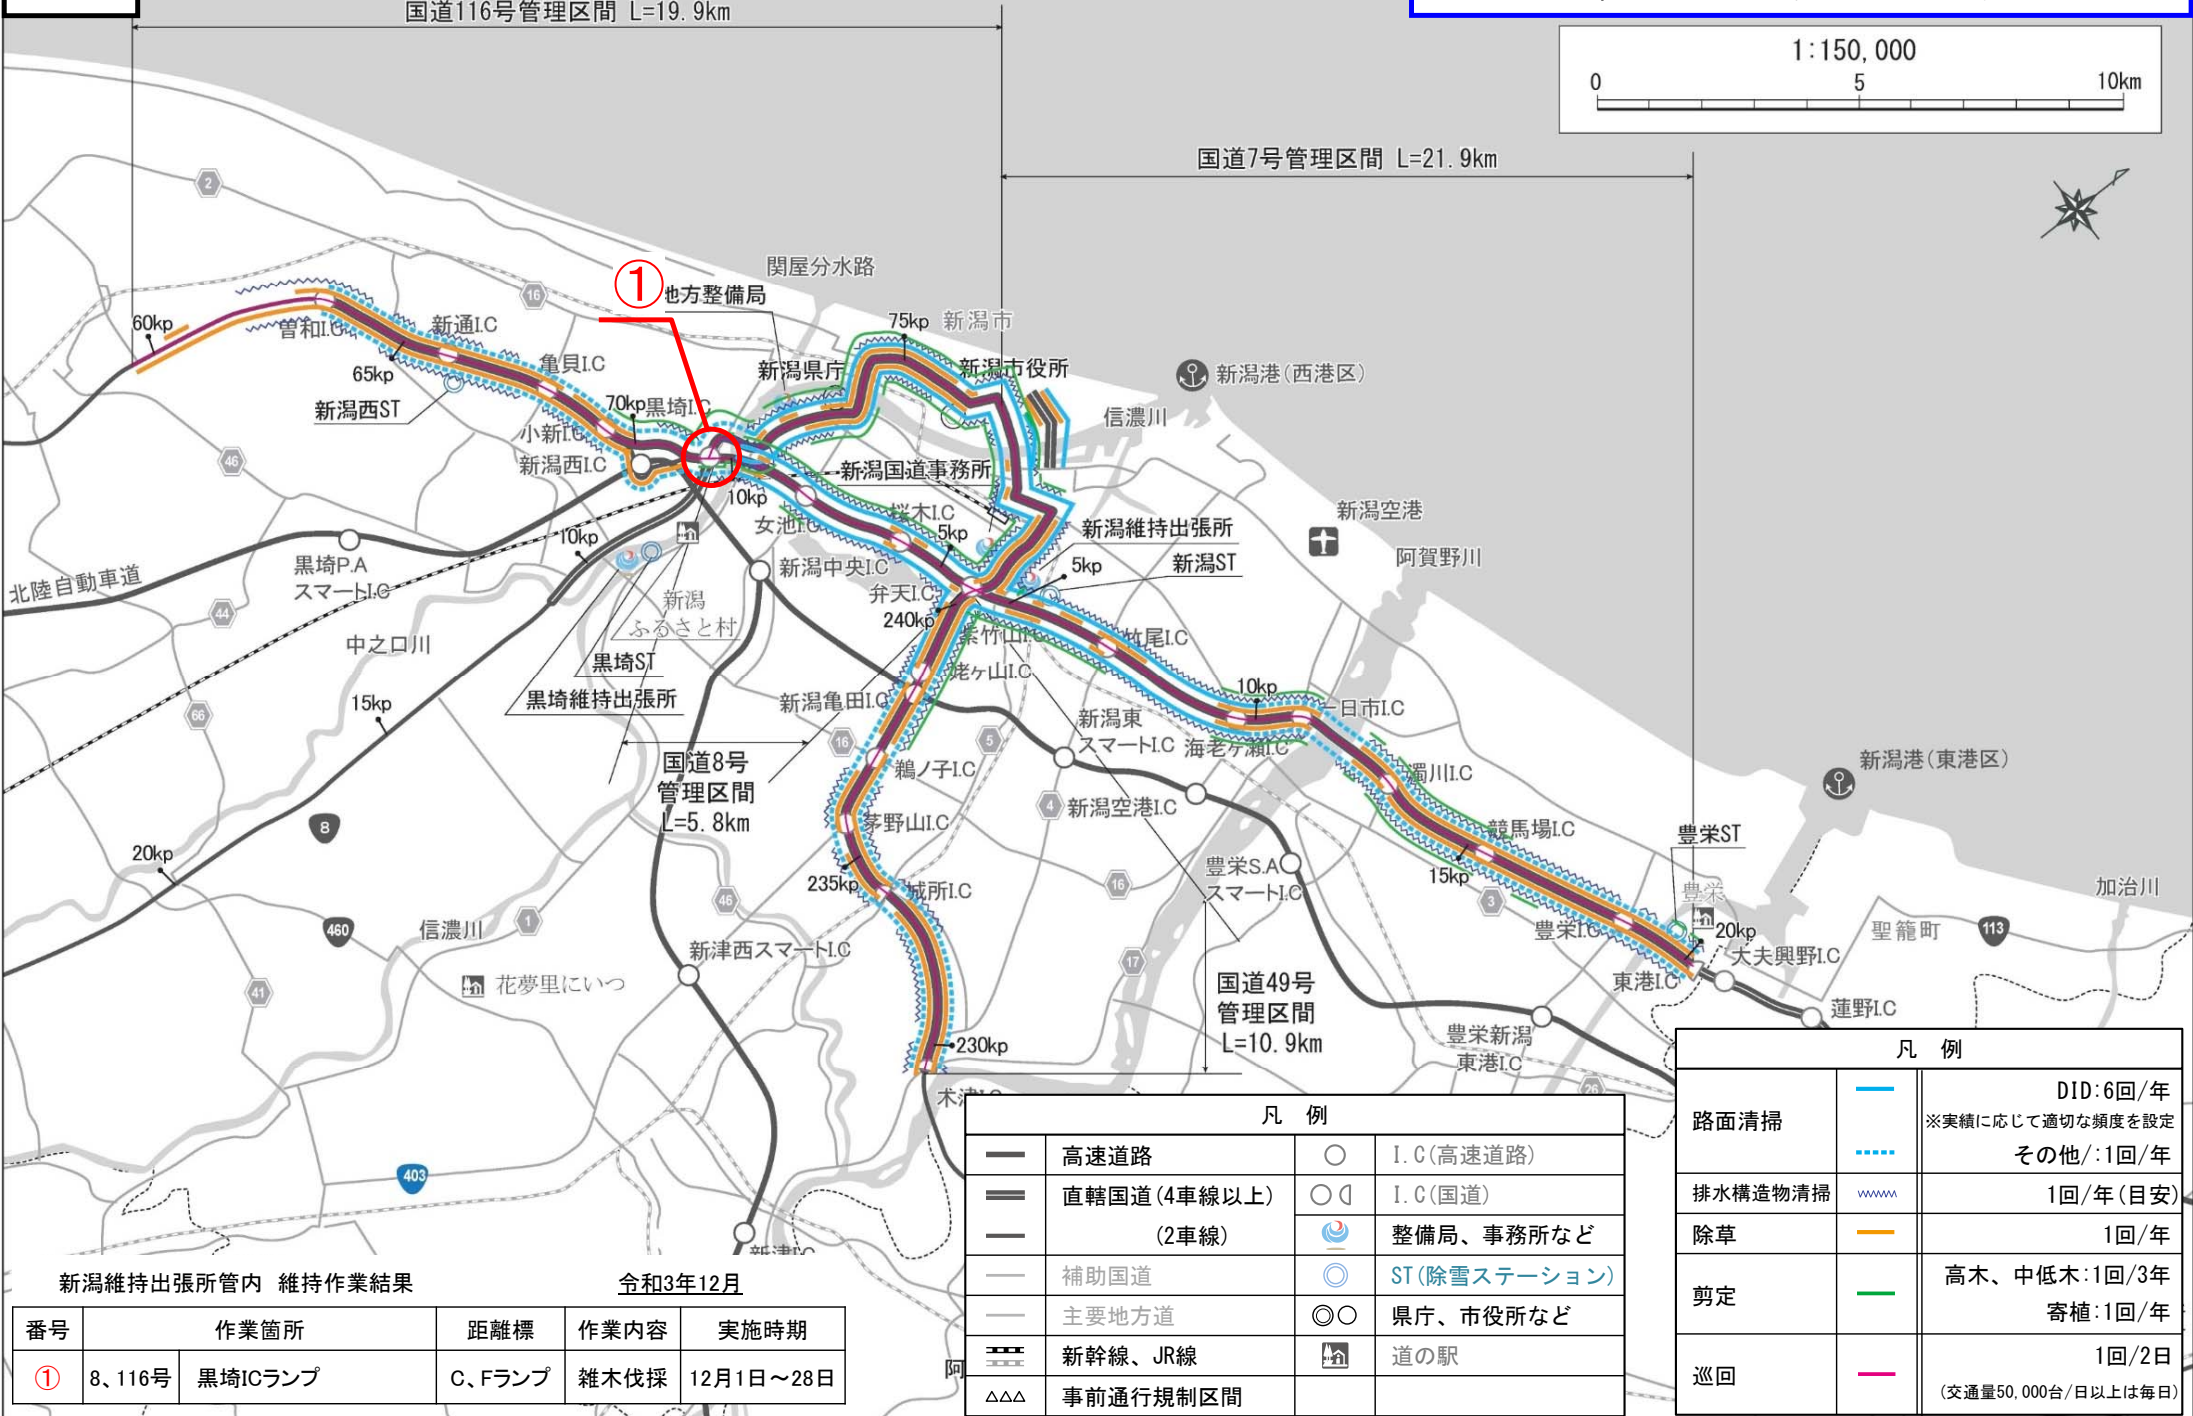 国道116号管理区間 L=19.9km
1:150,000
0 5 10km
国道7号管理区間 L=21.9km
2
関屋分水路
①
地方整備局
16
60kp
曽和I.C
新通I.C
75kp
新潟市
亀貝I.C
65kp
新潟県庁
新潟市役所
新潟港(西港区)
新潟西ST
70kp
黒埼I.C
信濃川
小新I.C
新潟西I.C
46
新潟国道事務所
10kp
桜木I.C
新潟空港
女池I.C
5kp
新潟維持出張所
10kp
阿賀野川
黒埼P.A
スマートI.C
新潟中央I.C
5kp
新潟ST
北陸自動車道
弁天I.C
新潟
ふるさと村
44
240kp
紫竹山I.C
竹尾I.C
中之口川
黒埼ST
姥ヶ山I.C
10kp
黒埼維持出張所
新潟亀田I.C
一日市I.C
15kp
66
新潟東
スマートI.C
海老ケ瀬I.C
16
5
国道8号
管理区間
L=5.8km
鵜ノ子I.C
濁川I.C
新潟港(東港区)
4
新潟空港I.C
8
茅野山I.C
競馬場I.C
豊栄ST
20kp
235kp
城所I.C
豊栄S.A
スマートI.C
15kp
16
豊栄
加治川
46
3
460
信濃川
1
豊栄I.C
20kp
聖籠町
113
新津西スマートI.C
大夫興野I.C
17
東港I.C
41
花夢里にいつ
国道49号
管理区間
L=10.9km
蓮野I.C
230kp
豊栄新潟
東港I.C
26
403
新津I.C
阿
凡 例
高速道路
I.C(高速道路)
直轄国道(4車線以上)
I.C(国道)
(2車線)
整備局、事務所など
補助国道
ST(除雪ステーション)
主要地方道
県庁、市役所など
新幹線、JR線
道の駅
事前通行規制区間
凡 例
路面清掃
DID:6回/年
※実績に応じて適切な頻度を設定
その他/:1回/年
排水構造物清掃
1回/年(目安)
除草
1回/年
剪定
高木、中低木:1回/3年
寄植:1回/年
巡回
1回/2日
(交通量50,000台/日以上は毎日)
新潟維持出張所管内 維持作業結果
令和3年12月
番号 作業箇所 距離標 作業内容 実施時期
① 8、116号 黒埼ICランプ C、Fランプ 雑木伐採 12月1日～28日